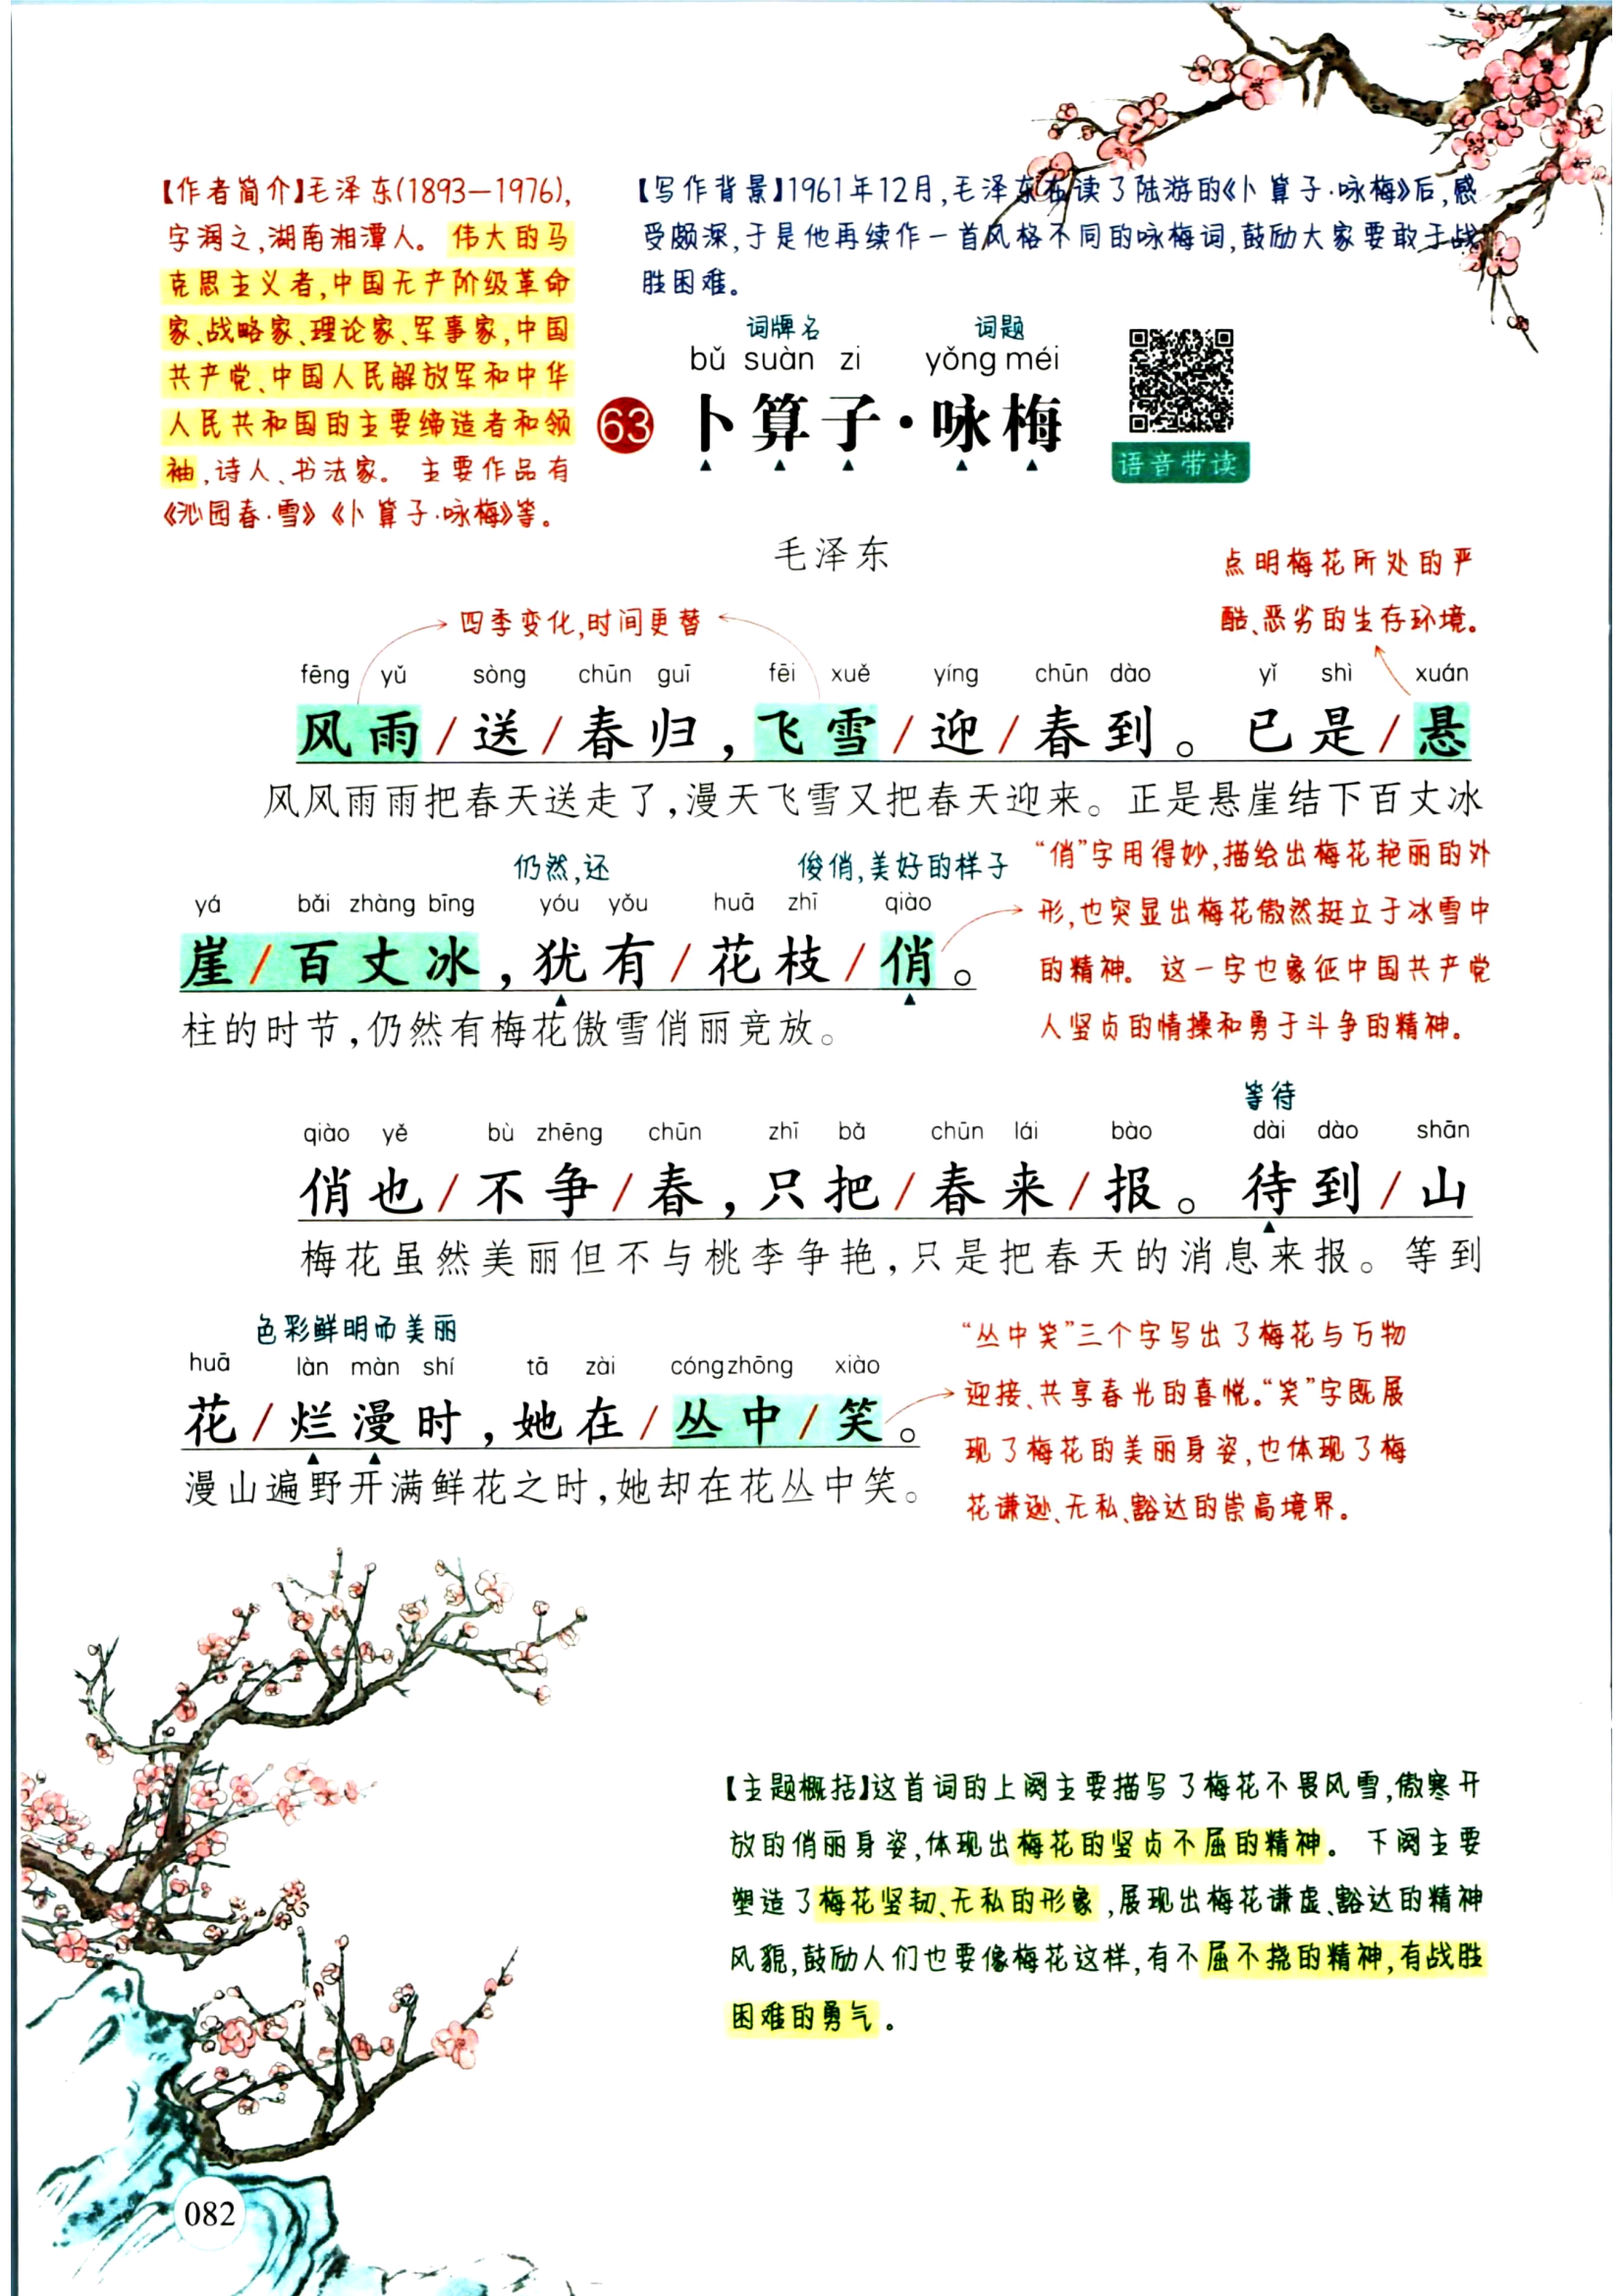 【作者简介】毛泽东(1893—1976),
字润之,湖南湘潭人。伟大的马
克思主义者,中国无产阶级革命
家、战略家、理论家、军事家,中国
共产党、中国人民解放军和中华
人民共和国的主要缔造者和领
袖,诗人、书法家。主要作品有
《沁园春·雪》《卜算子·咏梅》等。
【写作背景】1961年12月,毛泽东在读了陆游的《卜算子·咏梅》后,感
受颇深,于是他再续作一首风格不同的咏梅词,鼓励大家要敢于战
胜困难。
词牌名 词题
bǔ suàn zi yǒng méi
63 卜算子·咏梅
语音带读
毛泽东
点明梅花所处的严
酷、恶劣的生存环境。
四季变化,时间更替
fēng yǔ sòng chūn guī fēi xuě yíng chūn dào yǐ shì xuán
风雨/送/春归,飞雪/迎/春到。已是/悬
风风雨雨把春天送走了,漫天飞雪又把春天迎来。正是悬崖结下百丈冰
仍然,还 俊俏,美好的样子
yá bǎi zhàng bīng yóu yǒu huā zhī qiào
崖/百丈冰,犹有/花枝/俏。
柱的时节,仍然有梅花傲雪俏丽竞放。
“俏”字用得妙,描绘出梅花艳丽的外
形,也突显出梅花傲然挺立于冰雪中
的精神。这一字也象征中国共产党
人坚贞的情操和勇于斗争的精神。
等待
qiào yě bù zhēng chūn zhī bǎ chūn lái bào dài dào shān
俏也/不争/春,只把/春来/报。待到/山
梅花虽然美丽但不与桃李争艳,只是把春天的消息来报。等到
色彩鲜明而美丽
huā làn màn shí tā zài cóng zhōng xiào
花/烂漫时,她在/丛中/笑。
漫山遍野开满鲜花之时,她却在花丛中笑。
“丛中笑”三个字写出了梅花与万物
迎接、共享春光的喜悦。“笑”字既展
现了梅花的美丽身姿,也体现了梅
花谦逊、无私、豁达的崇高境界。
【主题概括】这首词的上阕主要描写了梅花不畏风雪,傲寒开
放的俏丽身姿,体现出梅花的坚贞不屈的精神。下阕主要
塑造了梅花坚韧、无私的形象,展现出梅花谦虚、豁达的精神
风貌,鼓励人们也要像梅花这样,有不屈不挠的精神,有战胜
困难的勇气。
082